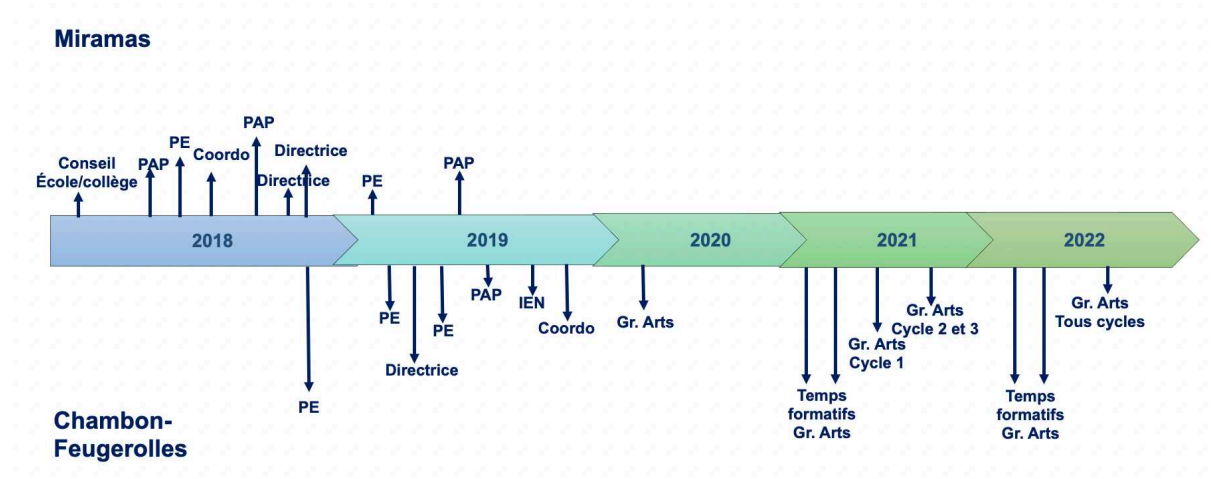 Miramas
PAP
PE
Coordo
Directrice
Conseil
École/collège
PAP
Directrice
PE
PAP
2018
2019
2020
2021
2022
PE
Directrice
PE
PAP
IEN
Coordo
PE
Gr. Arts
Gr. Arts
Cycle 1
Gr. Arts
Cycle 2 et 3
Gr. Arts
Tous cycles
Temps
formatifs
Gr. Arts
Temps
formatifs
Gr. Arts
Chambon-
Feugerolles